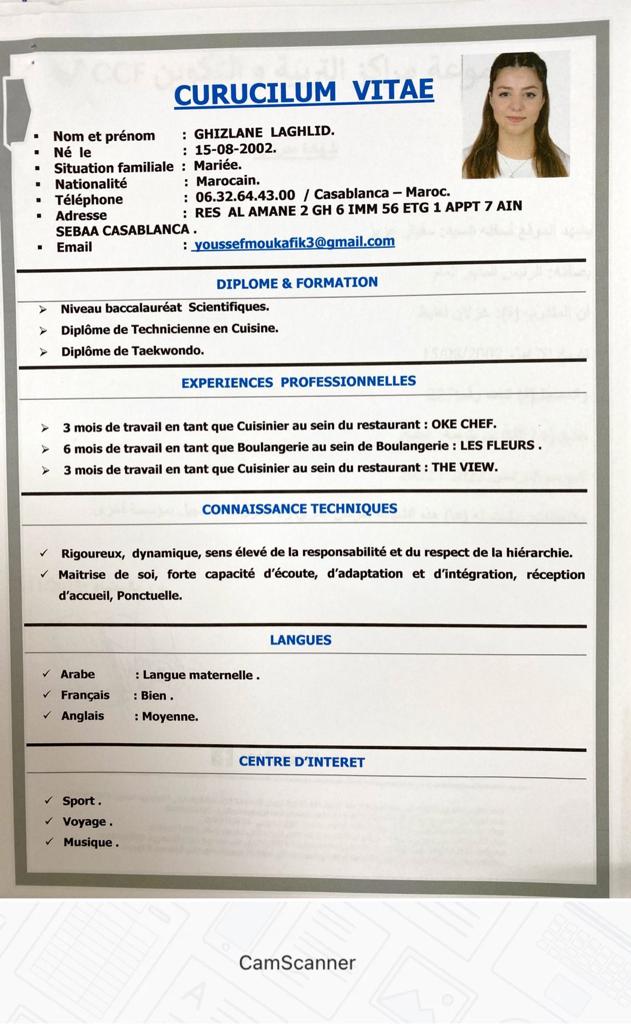 CURUCILUM VITAE
▪ Nom et prénom : GHIZLANE LAGHLID.
▪ Né le : 15-08-2002.
▪ Situation familiale : Mariée.
▪ Nationalité : Marocain.
▪ Téléphone : 06.32.64.43.00 / Casablanca – Maroc.
▪ Adresse : RES AL AMANE 2 GH 6 IMM 56 ETG 1 APPT 7 AIN
SEBAA CASABLANCA .
▪ Email : youssefmoukafik3@gmail.com
DIPLOME & FORMATION
➢ Niveau baccalauréat Scientifiques.
➢ Diplôme de Technicienne en Cuisine.
➢ Diplôme de Taekwondo.
EXPERIENCES PROFESSIONNELLES
➢ 3 mois de travail en tant que Cuisinier au sein du restaurant : OKE CHEF.
➢ 6 mois de travail en tant que Boulangerie au sein de Boulangerie : LES FLEURS .
➢ 3 mois de travail en tant que Cuisinier au sein du restaurant : THE VIEW.
CONNAISSANCE TECHNIQUES
✓ Rigoureux, dynamique, sens élevé de la responsabilité et du respect de la hiérarchie.
✓ Maitrise de soi, forte capacité d'écoute, d'adaptation et d'intégration, réception
d'accueil, Ponctuelle.
LANGUES
✓ Arabe : Langue maternelle .
✓ Français : Bien .
✓ Anglais : Moyenne.
CENTRE D'INTERET
✓ Sport .
✓ Voyage .
✓ Musique .
CamScanner